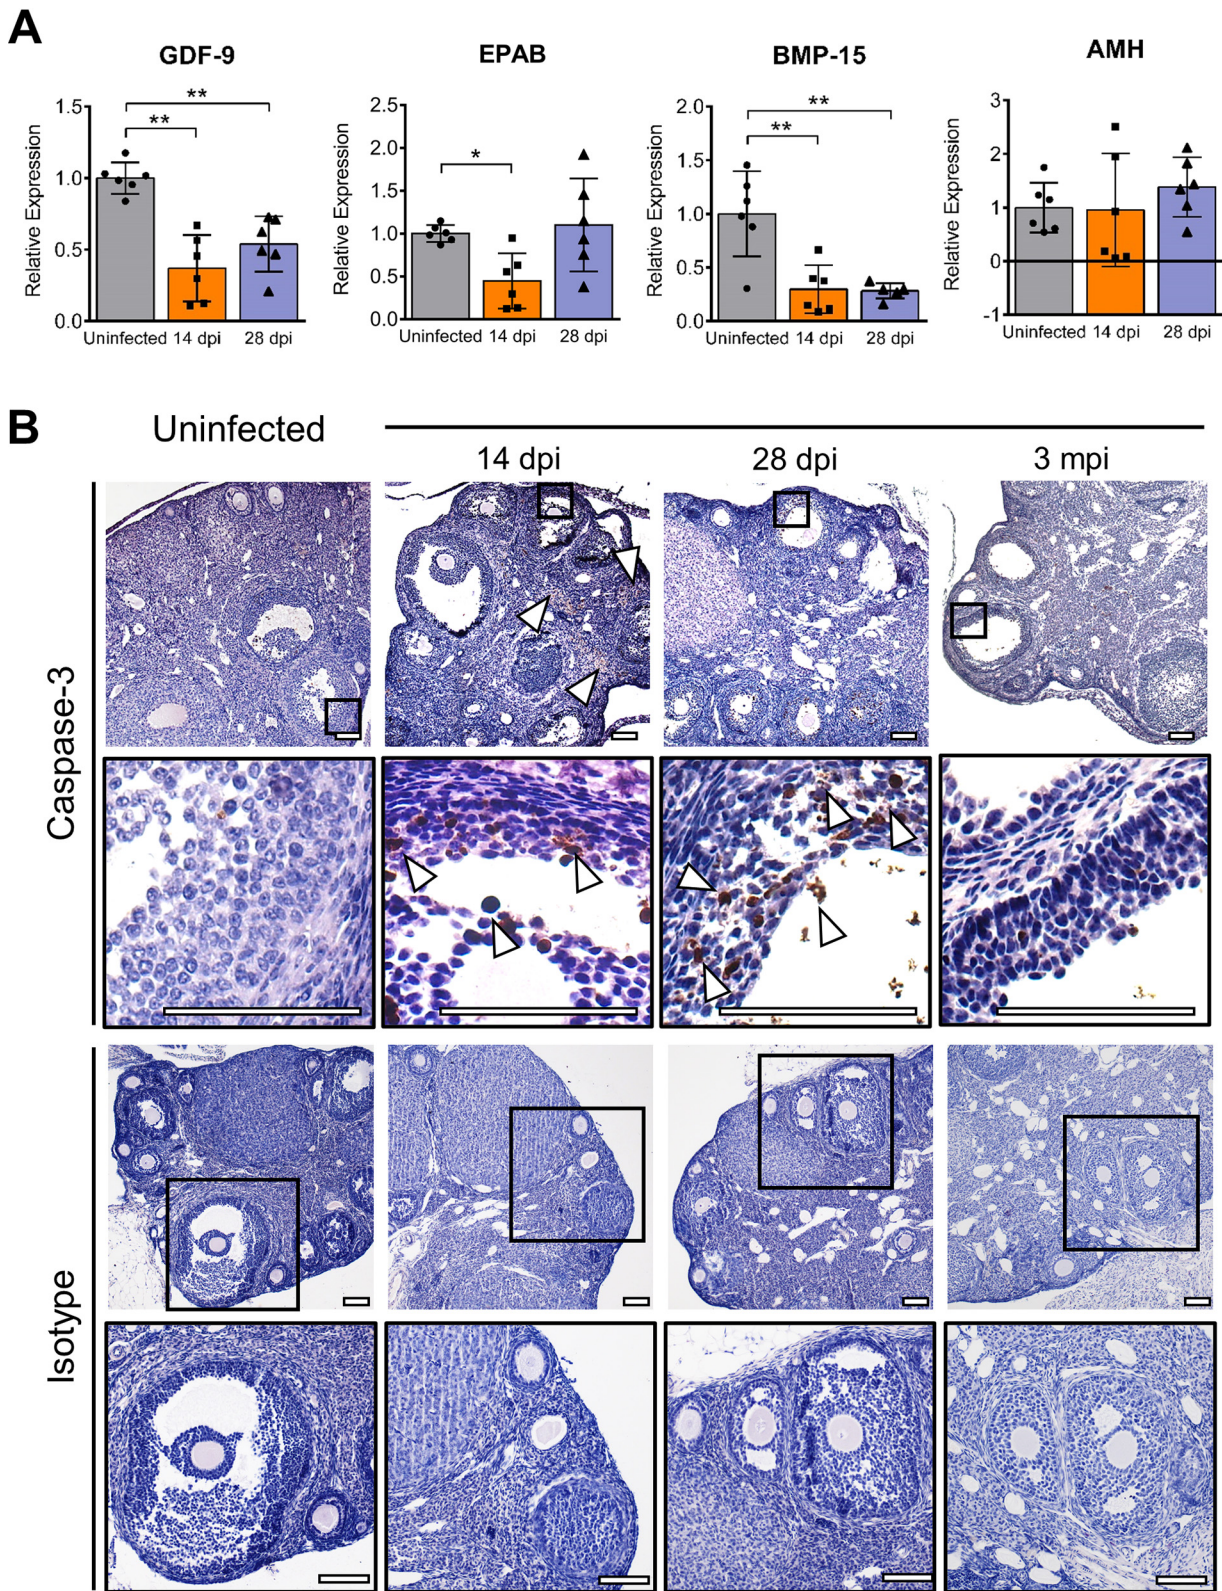 A
GDF-9 EPAB BMP-15 AMH
Relative Expression
1.5
1.0
0.5
0.0
**
**
Uninfected 14 dpi 28 dpi
Relative Expression
2.5
2.0
1.5
1.0
0.5
0.0
*
Uninfected 14 dpi 28 dpi
Relative Expression
2.0
1.5
1.0
0.5
0.0
**
**
Uninfected 14 dpi 28 dpi
Relative Expression
3
2
1
0
-1
Uninfected 14 dpi 28 dpi
B
Uninfected
14 dpi 28 dpi 3 mpi
Caspase-3
Isotype